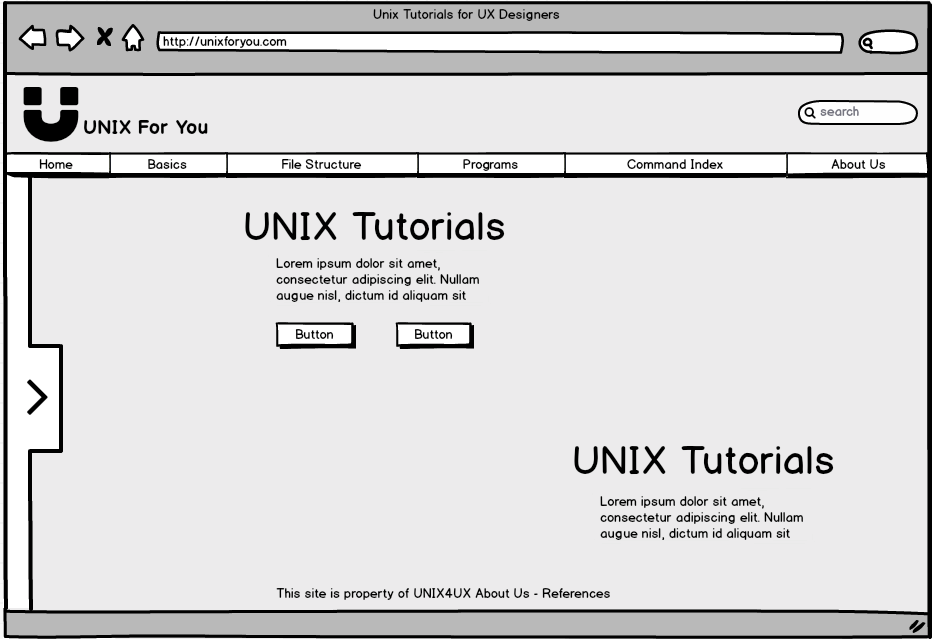 Unix Tutorials for UX Designers
http://unixforyou.com
UNIX For You
search
Home
Basics
File Structure
Programs
Command Index
About Us
UNIX Tutorials
Lorem ipsum dolor sit amet,
consectetur adipiscing elit. Nullam
augue nisl, dictum id aliquam sit
Button
Button
UNIX Tutorials
Lorem ipsum dolor sit amet,
consectetur adipiscing elit. Nullam
augue nisl, dictum id aliquam sit
This site is property of UNIX4UX About Us - References